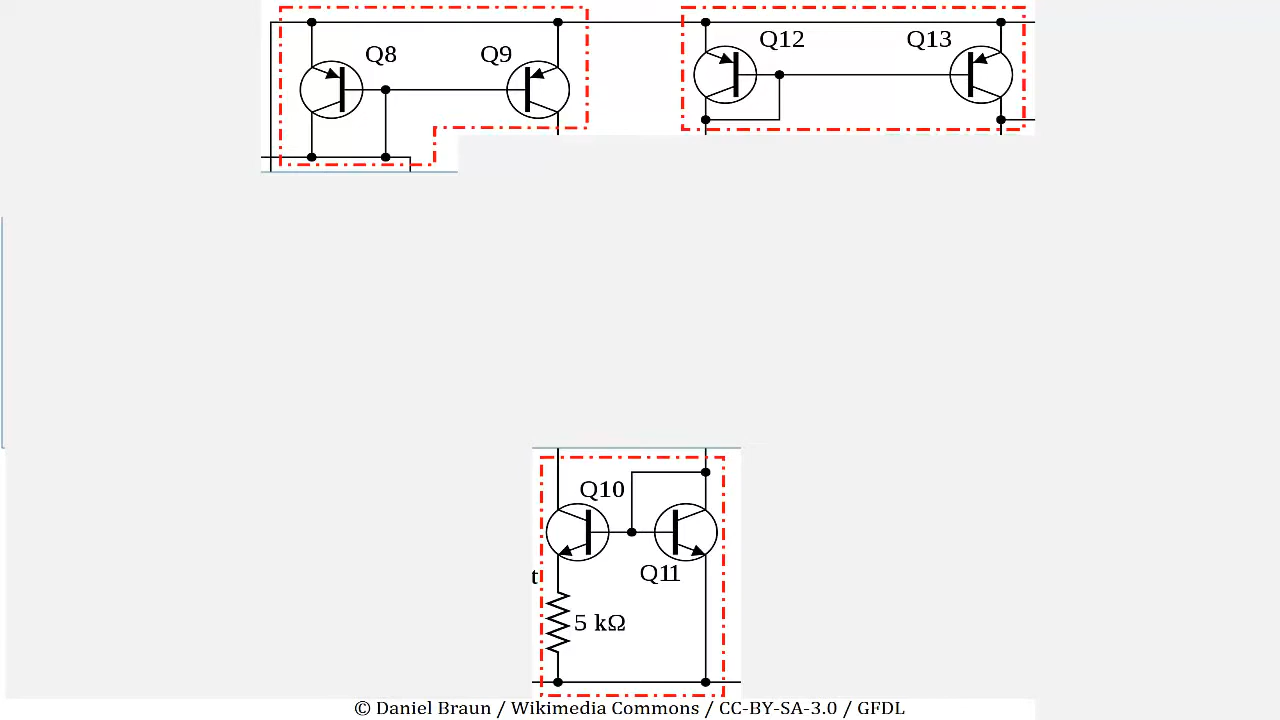 Q8
Q9
Q12
Q13
Q10
Q11
t
5 kΩ
© Daniel Braun / Wikimedia Commons / CC-BY-SA-3.0 / GFDL